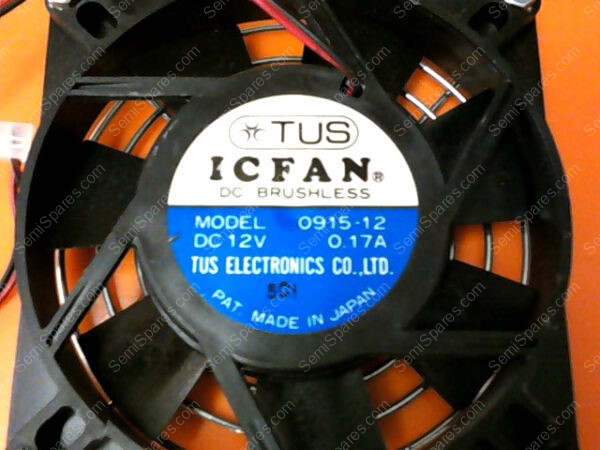 TUS
ICFAN®
DC BRUSHLESS
MODEL 0915-12
DC 12V 0.17A
TUS ELECTRONICS CO.,LTD.
PAT. MADE IN JAPAN
SemiSpares.com